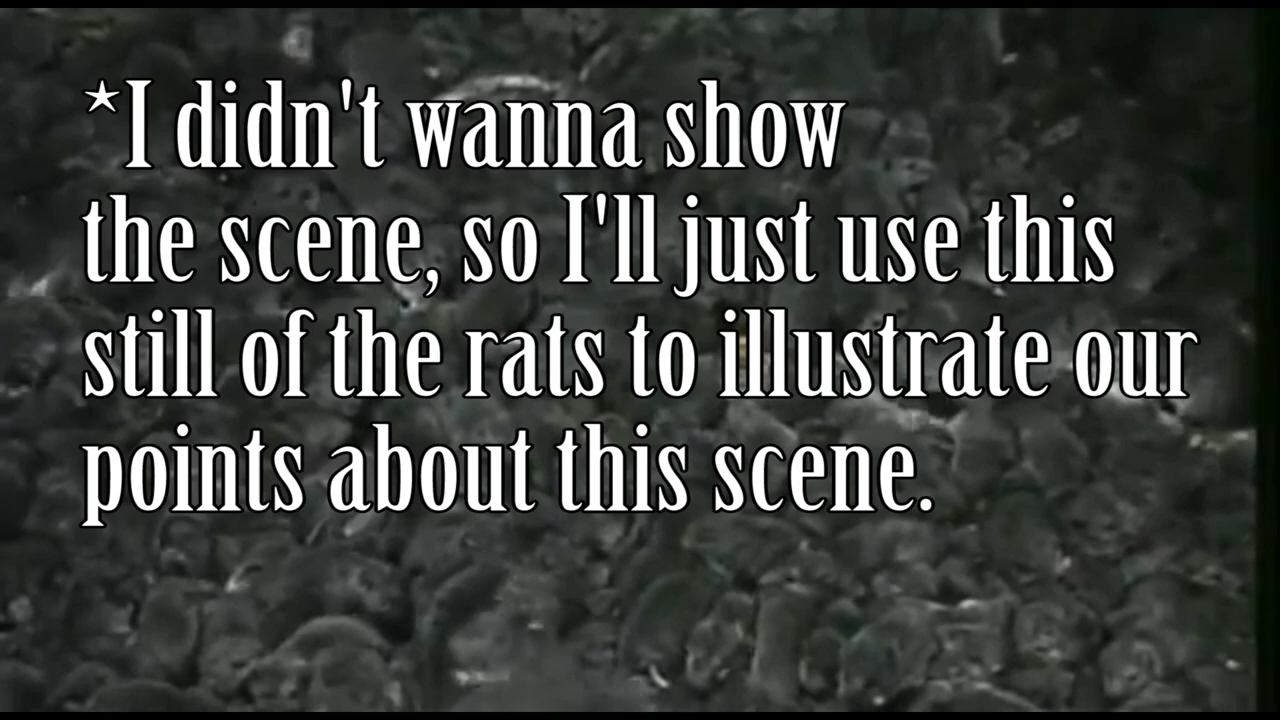 *I didn't wanna show
the scene, so I'll just use this
still of the rats to illustrate our
points about this scene.